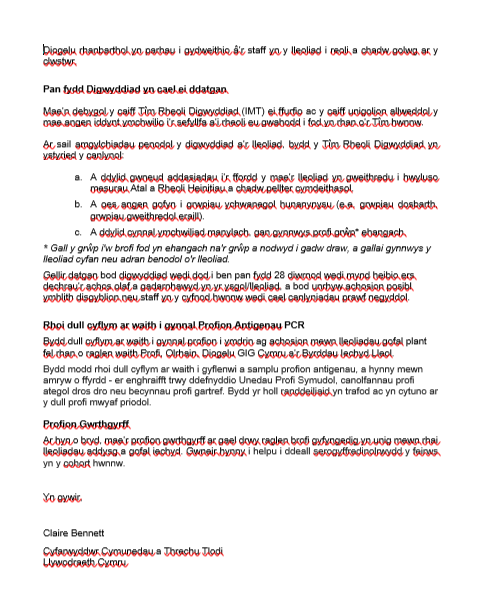 Diogelu rhanbarthol yn parhau i gydweithio â'r staff yn y lleoliad i reoli a chadw golwg ar y
clwstwr.
Pan fydd Digwyddiad yn cael ei ddatgan
Mae'n debygol y caiff Tîm Rheoli Digwyddiad (IMT) ei ffurfio ac y caiff unigolion allweddol y
mae angen iddynt ymchwilio i'r sefyllfa a'i rheoli eu gwahodd i fod yn rhan o'r Tîm hwnnw.
Ar sail amgylchiadau penodol y digwyddiad a'r lleoliad, bydd y Tîm Rheoli Digwyddiad yn
ystyried y canlynol:
a. A ddylid gwneud addasiadau i'r ffordd y mae'r lleoliad yn gweithredu i hwyluso
mesurau Atal a Rheoli Heintiau a chadw pellter cymdeithasol.
b. A oes angen gofyn i grwpiau ychwanegol hunanynysu (e.e. grwpiau dosbarth,
grwpiau gweithredol eraill).
c. A ddylid cynnal ymchwiliad manylach, gan gynnwys profi grŵp* ehangach.
* Gall y grŵp i'w brofi fod yn ehangach na'r grŵp a nodwyd i gadw draw, a gallai gynnwys y
lleoliad cyfan neu adran benodol o'r lleoliad.
Gellir datgan bod digwyddiad wedi dod i ben pan fydd 28 diwrnod wedi mynd heibio ers
dechrau'r achos olaf a gadarnhawyd yn yr ysgol/lleoliad, a bod unrhyw achosion posibl
ymhlith disgyblion neu staff yn y cyfnod hwnnw wedi cael canlyniadau prawf negyddol.
Rhoi dull cyflym ar waith i gynnal Profion Antigenau PCR
Bydd dull cyflym ar waith i gynnal profion i ymdrin ag achosion mewn lleoliadau gofal plant
fel rhan o raglen waith Profi, Olrhain, Diogelu GIG Cymru a'r Byrddau Iechyd Lleol.
Bydd modd rhoi dull cyflym ar waith i gyflenwi a samplu profion antigenau, a hynny mewn
amryw o ffyrdd - er enghraifft trwy ddefnyddio Unedau Profi Symudol, canolfannau profi
ategol dros dro neu becynnau profi gartref. Bydd yr holl randdeiliaid yn trafod ac yn cytuno ar
y dull profi mwyaf priodol.
Profion Gwrthgyrff
Ar hyn o bryd, mae'r profion gwrthgyrff ar gael drwy raglen brofi gyfyngedig yn unig mewn rhai
lleoliadau addysg a gofal iechyd. Gwneir hynny i helpu i ddeall serogyffredinolrwydd y feirws
yn y cohort hwnnw.
Yn gywir,
Claire Bennett
Cyfarwyddwr Cymunedau a Threchu Tlodi
Llywodraeth Cymru